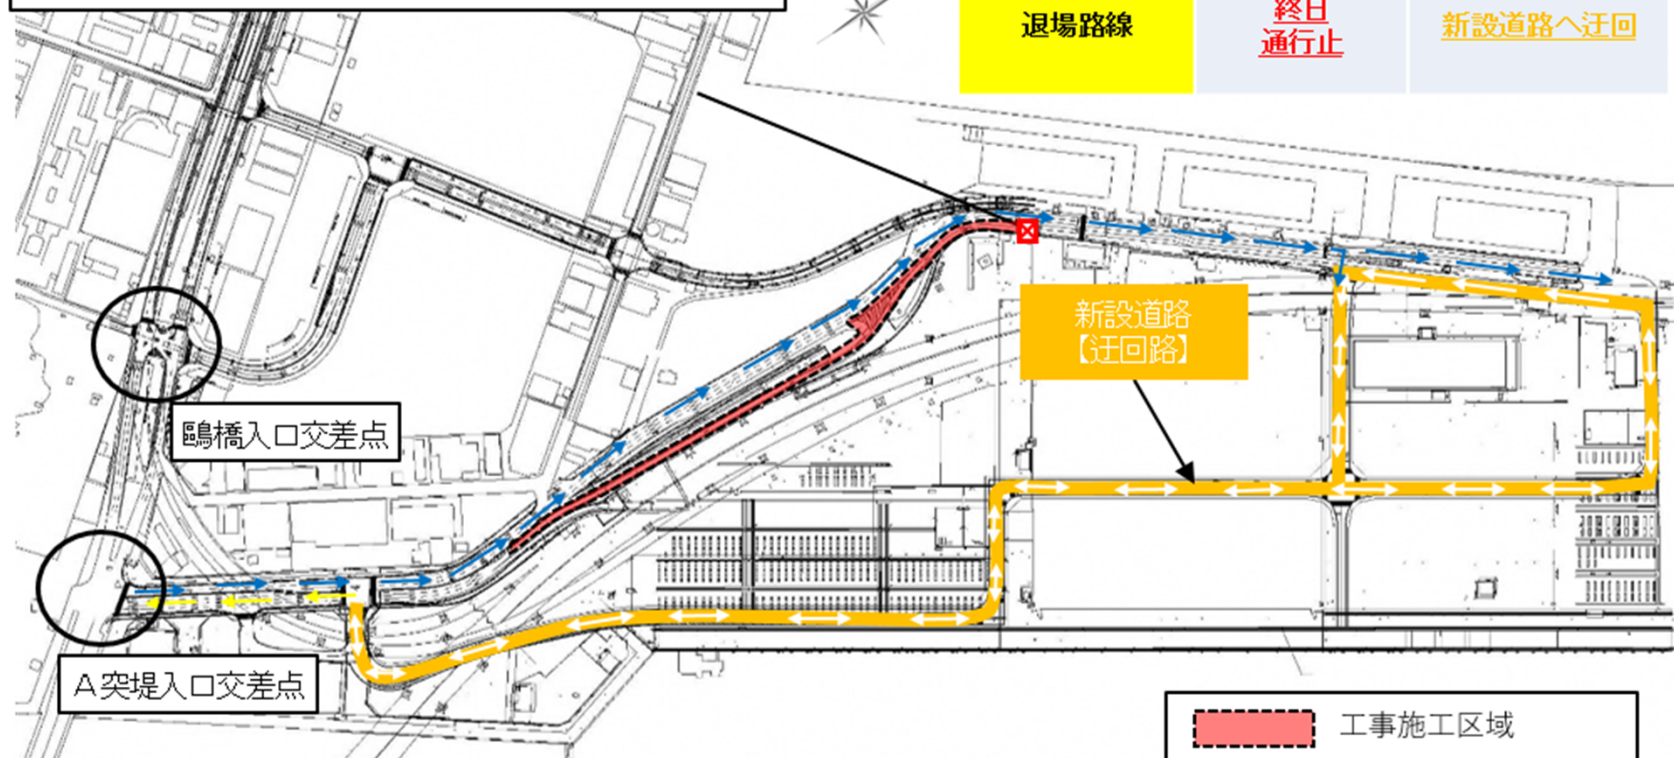 退場路線
終日
通行止
新設道路へ迂回
新設道路
【迂回路】
鷗橋入口交差点
A突堤入口交差点
工事施工区域